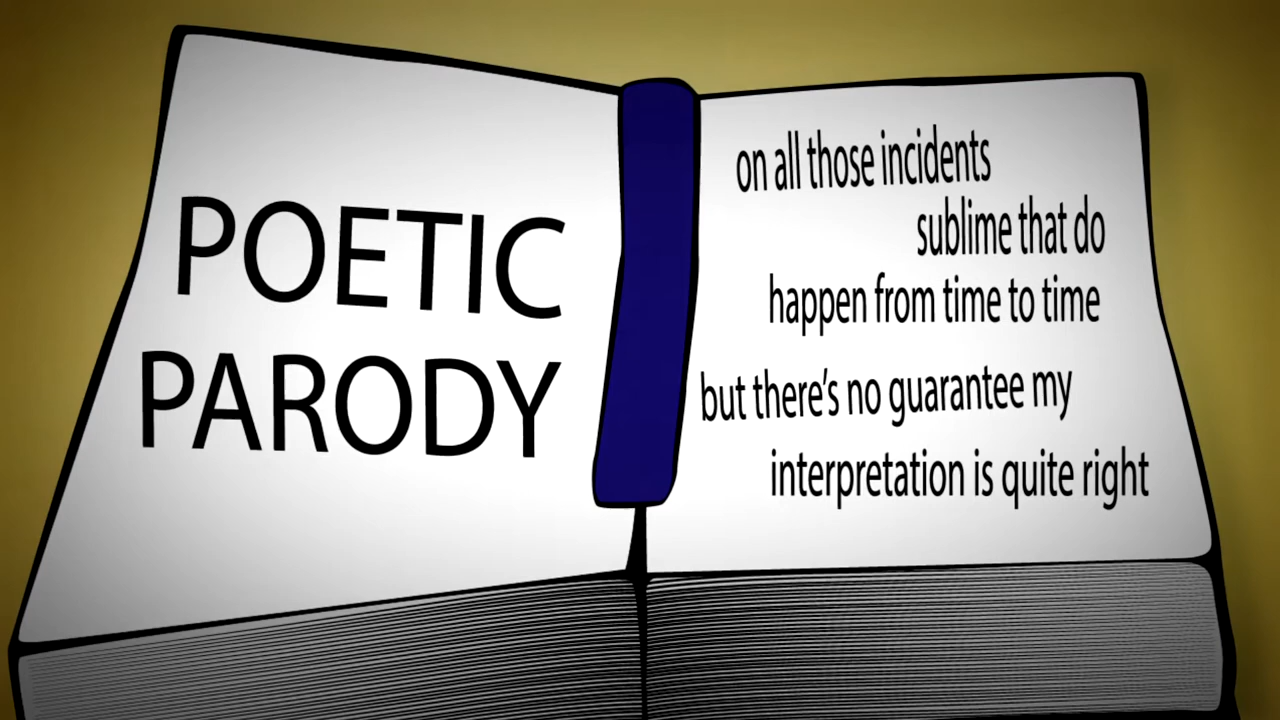 POETIC
PARODY
on all those incidents
sublime that do
happen from time to time
but there's no guarantee my
interpretation is quite right